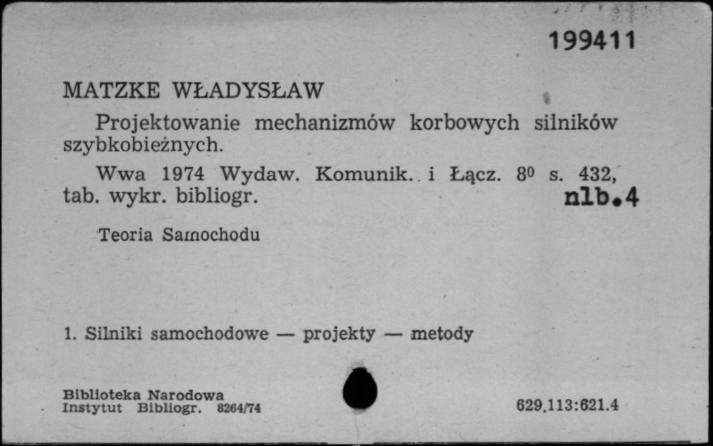 199411
MATZKE WŁADYSŁAW
Projektowanie mechanizmów korbowych silników
szybkobieżnych.
Wwa 1974 Wydaw. Komunik. i Łącz. 8⁰ s. 432,
tab. wykr. bibliogr. nlb.4
Teoria Samochodu
1. Silniki samochodowe — projekty — metody
Biblioteka Narodowa
Instytut Bibliogr. 8264/74
629.113:621.4